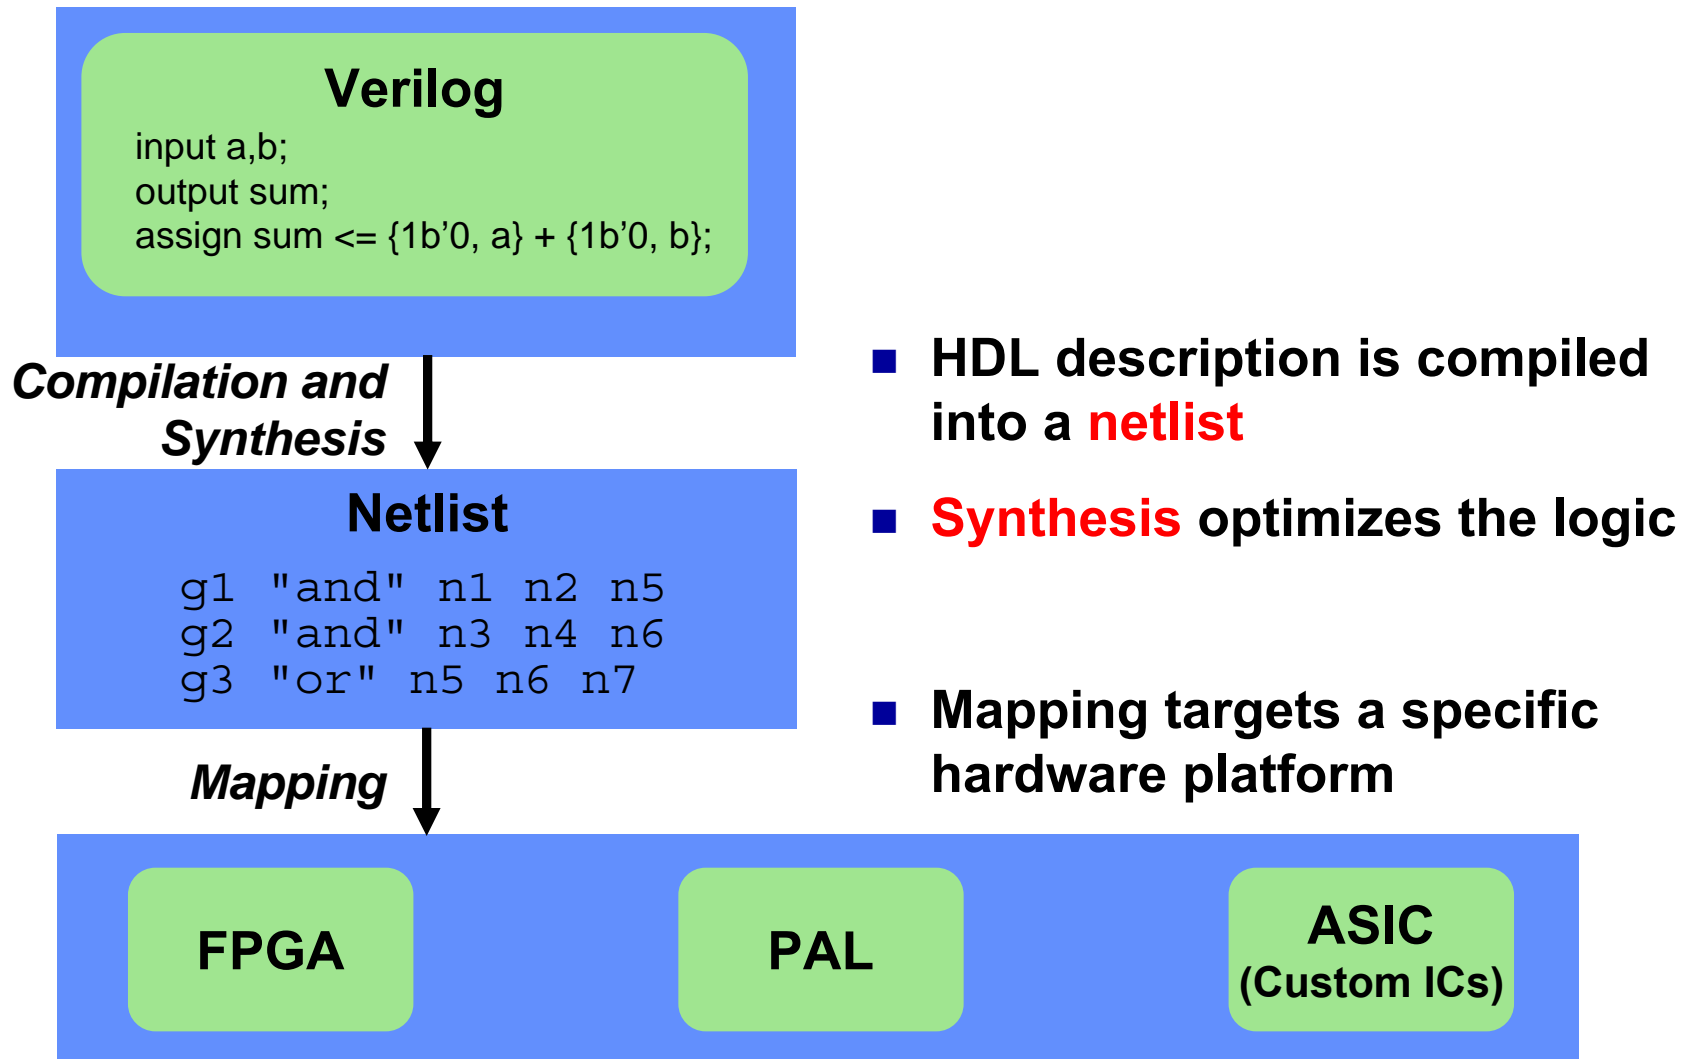 Verilog
input a,b;
output sum;
assign sum <= {1b’0, a} + {1b’0, b};
Compilation and
Synthesis
Netlist
g1 "and" n1 n2 n5
g2 "and" n3 n4 n6
g3 "or" n5 n6 n7
Mapping
HDL description is compiled
into a netlist
Synthesis optimizes the logic
Mapping targets a specific
hardware platform
FPGA
PAL
ASIC
(Custom ICs)